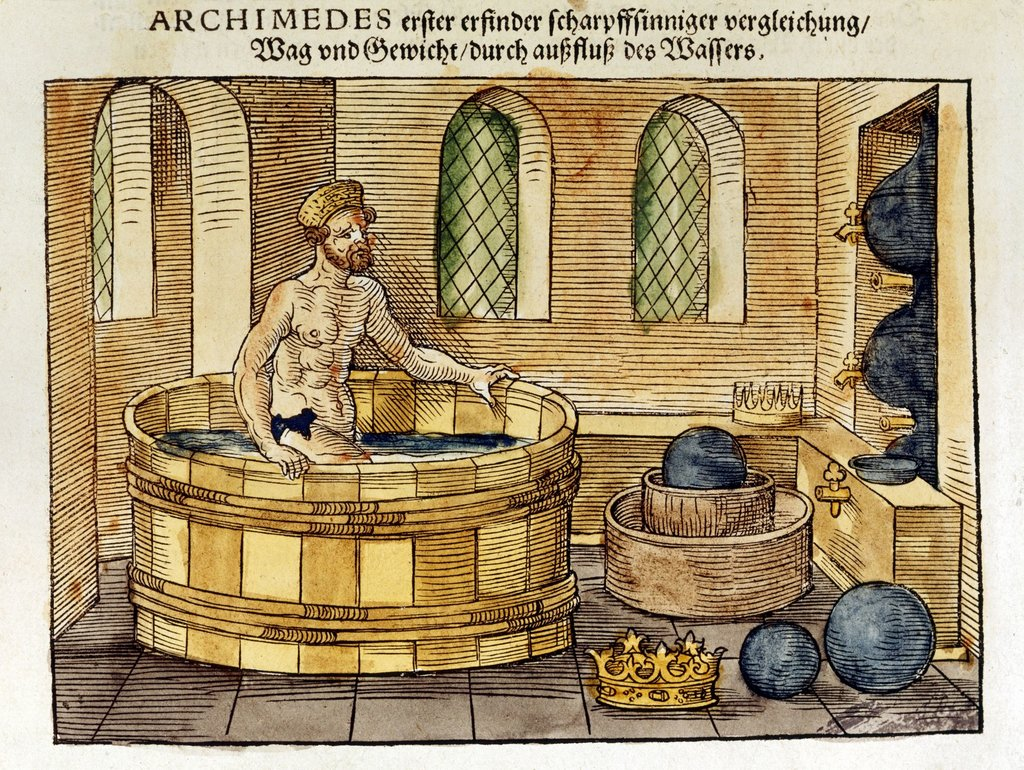 ARCHIMEDES erster erfinder scharpffsinniger vergleichung/
Wag vnd Gewicht/durch außfluß des Wassers.